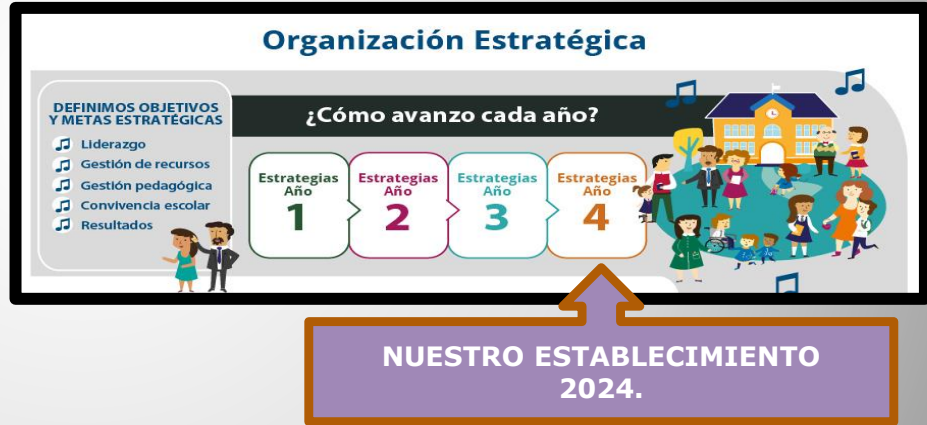 Organización Estratégica
DEFINIMOS OBJETIVOS
Y METAS ESTRATÉGICAS
Liderazgo
Gestión de recursos
Gestión pedagógica
Convivencia escolar
Resultados
¿Cómo avanzo cada año?
Estrategias
Año
1
Estrategias
Año
2
Estrategias
Año
3
Estrategias
Año
4
NUESTRO ESTABLECIMIENTO
2024.